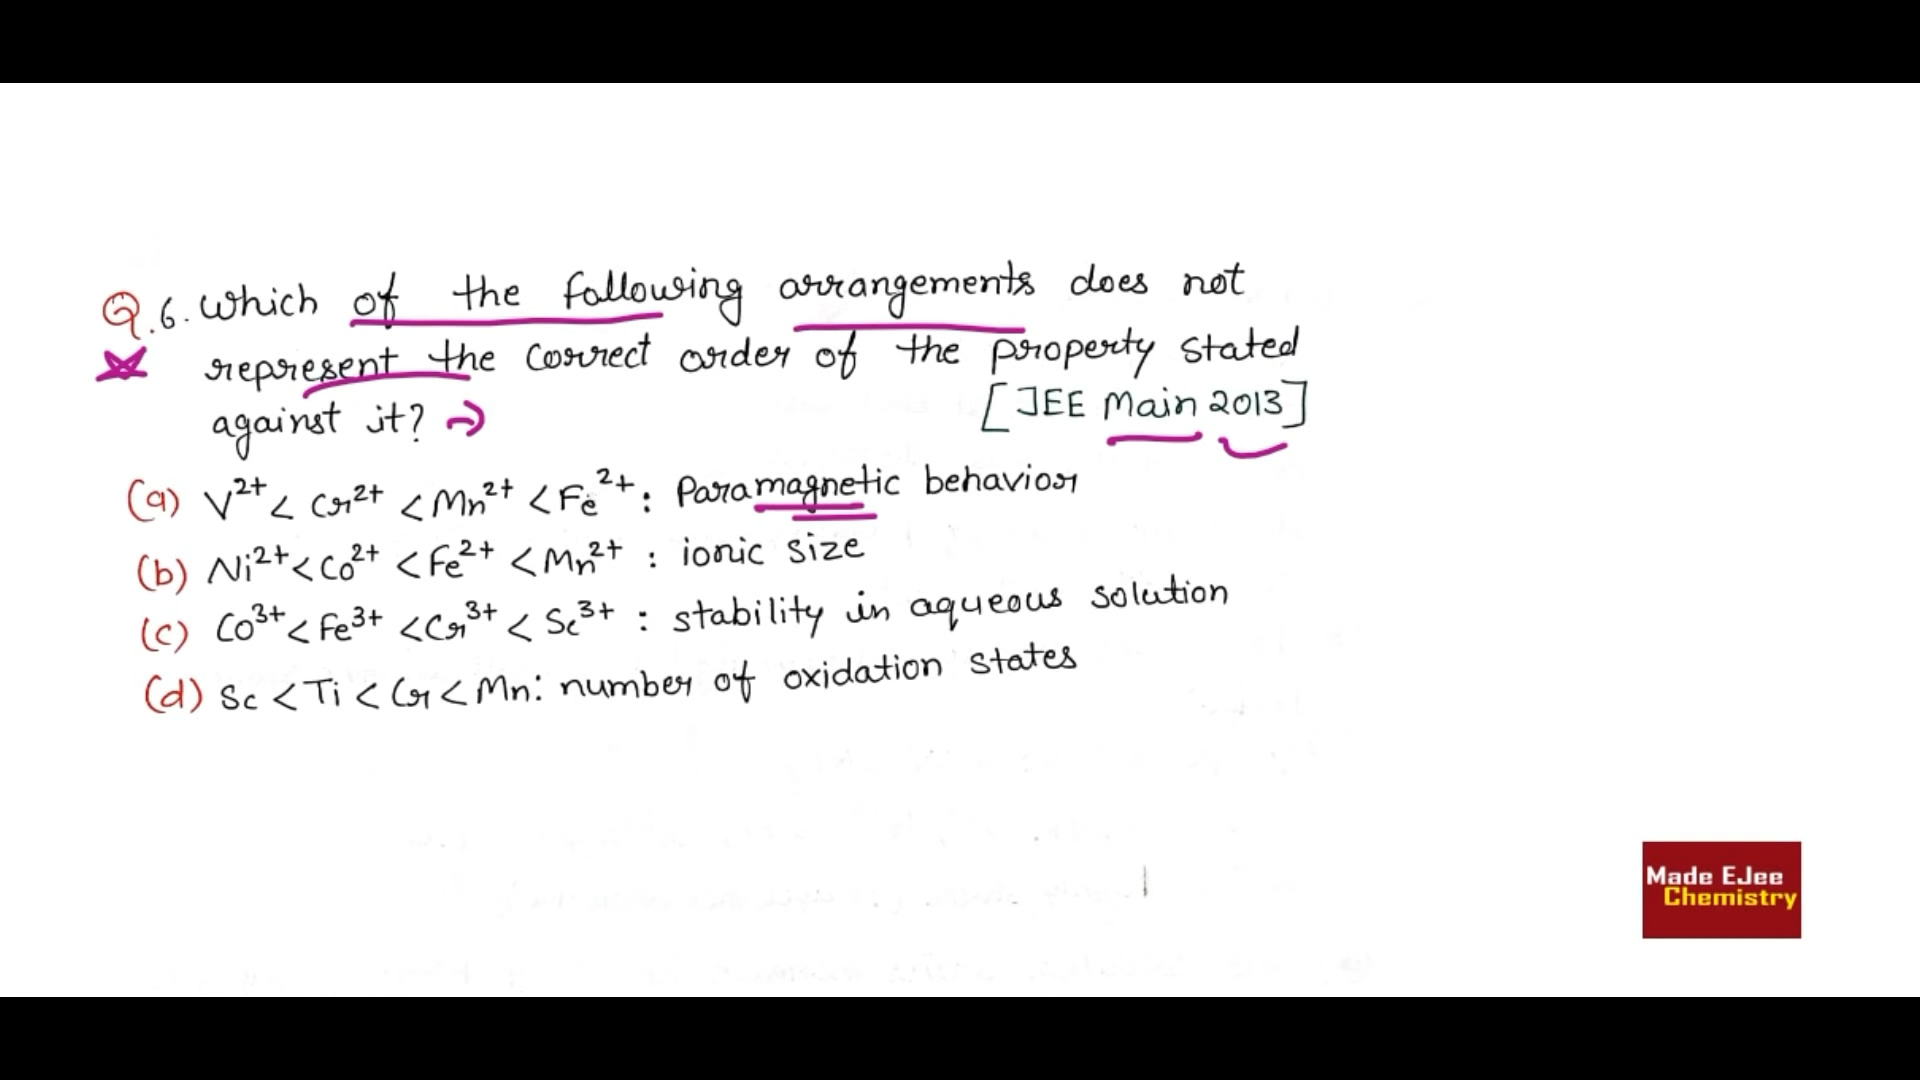 Q.6. Which of the following arrangements does not
represent the correct order of the property stated
against it? →
[JEE Main 2013]
(a) V²⁺ < Cr²⁺ < Mn²⁺ < Fe²⁺ : Paramagnetic behavior
(b) Ni²⁺ < Co²⁺ < Fe²⁺ < Mn²⁺ : ionic size
(c) Co³⁺ < Fe³⁺ < Cr³⁺ < Sc³⁺ : stability in aqueous solution
(d) Sc < Ti < Cr < Mn : number of oxidation states
Made EJee
Chemistry